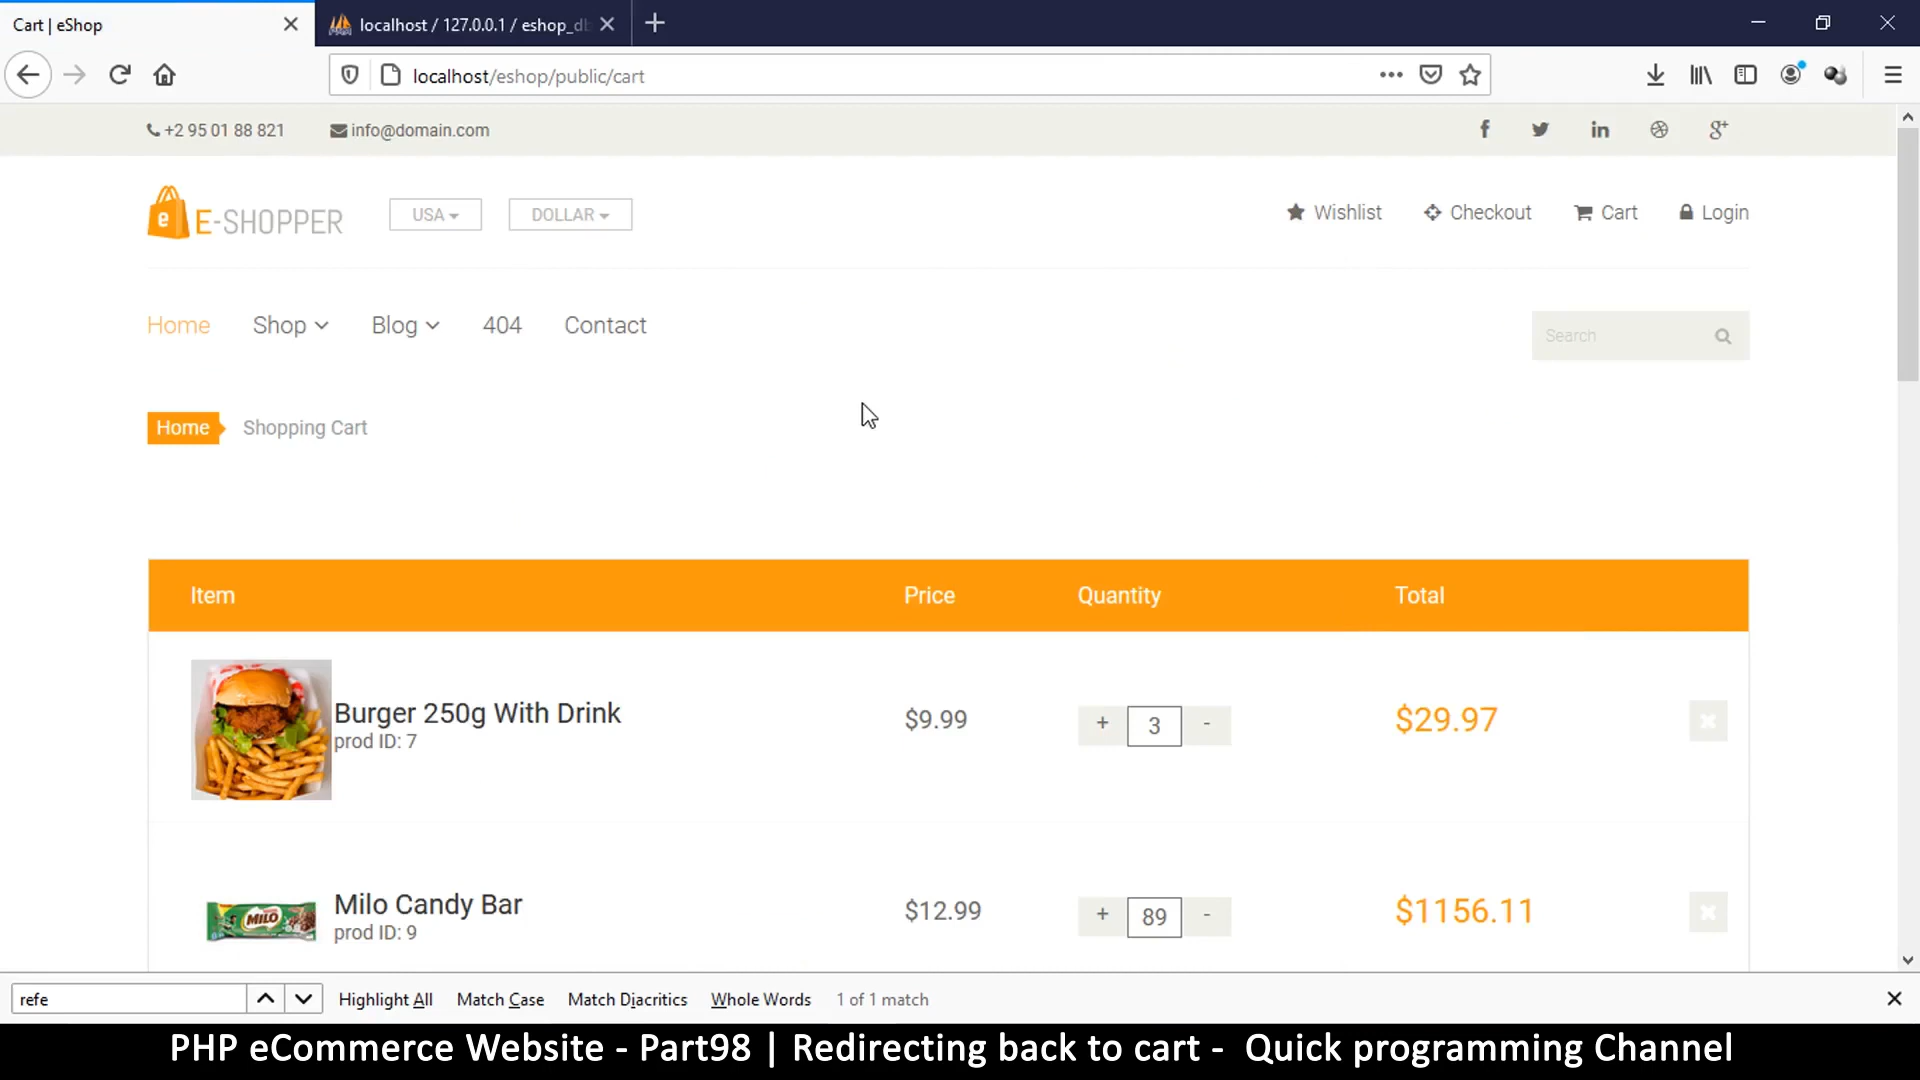 Cart | eShop
localhost / 127.0.0.1 / eshop_d
localhost/eshop/public/cart
+2 95 01 88 821
info@domain.com
E-SHOPPER
USA
DOLLAR
Wishlist
Checkout
Cart
Login
Home
Shop
Blog
404
Contact
Search
Home
Shopping Cart
Item Price Quantity Total
Burger 250g With Drink
prod ID: 7
$9.99
+ 3 -
$29.97
MILO
Milo Candy Bar
prod ID: 9
$12.99
+ 89 -
$1156.11
refe
Highlight All
Match Case
Match Diacritics
Whole Words
1 of 1 match
PHP eCommerce Website - Part98 | Redirecting back to cart - Quick programming Channel